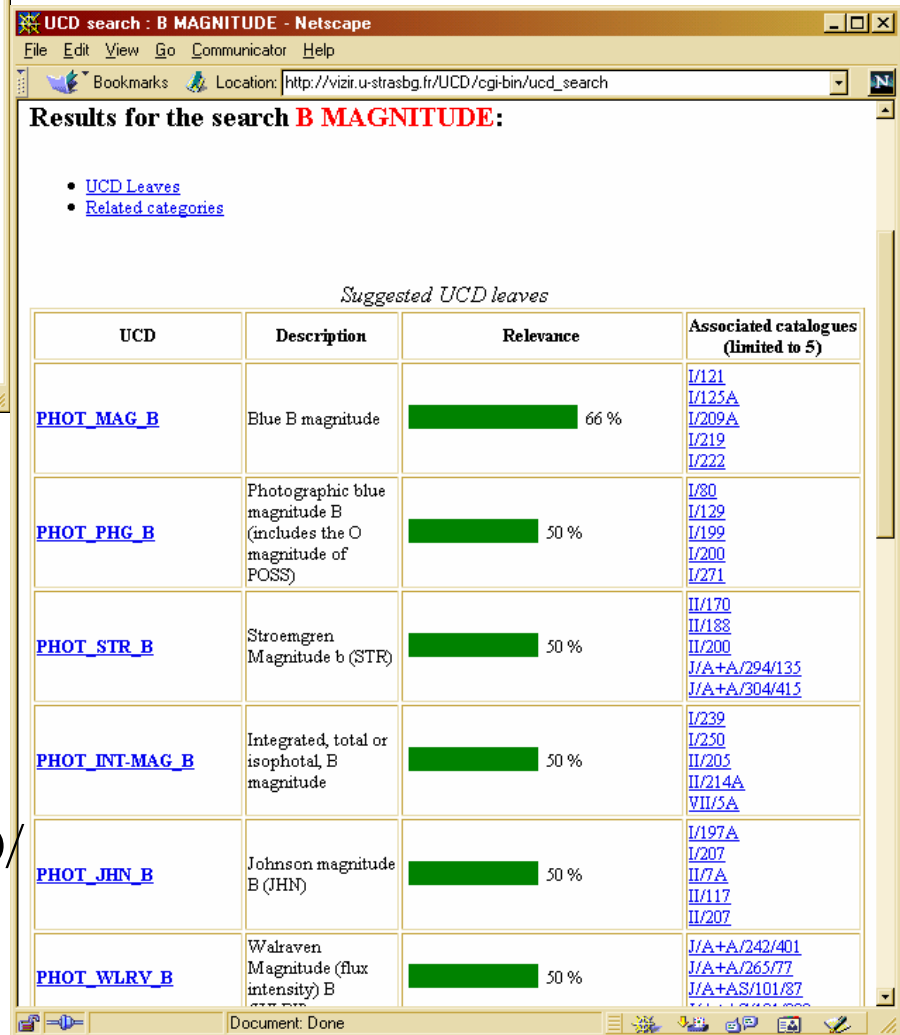 UCD search : B MAGNITUDE - Netscape
File Edit View Go Communicator Help
Bookmarks Location: http://vizir.u-strasbg.fr/UCD/cgi-bin/ucd_search
N
Results for the search B MAGNITUDE:
UCD Leaves
Related categories
Suggested UCD leaves
UCD Description Relevance Associated catalogues (limited to 5)
PHOT_MAG_B Blue B magnitude 66 %
I/121
I/125A
I/209A
I/219
I/222
PHOT_PHG_B
Photographic blue
magnitude B
(includes the O
magnitude of
POSS)
50 %
I/80
I/129
I/199
I/200
I/271
PHOT_STR_B
Stroemgren
Magnitude b (STR)
50 %
II/170
II/188
II/200
J/A+A/294/135
J/A+A/304/415
PHOT_INT-MAG_B
Integrated, total or
isophotal, B
magnitude
50 %
I/239
I/250
II/205
II/214A
VII/5A
)/
PHOT_JHN_B
Johnson magnitude
B (JHN)
50 %
I/197A
I/207
II/7A
II/117
II/207
PHOT_WLRV_B
Walraven
Magnitude (flux
intensity) B
50 %
J/A+A/242/401
J/A+A/265/77
J/A+AS/101/87
Document: Done